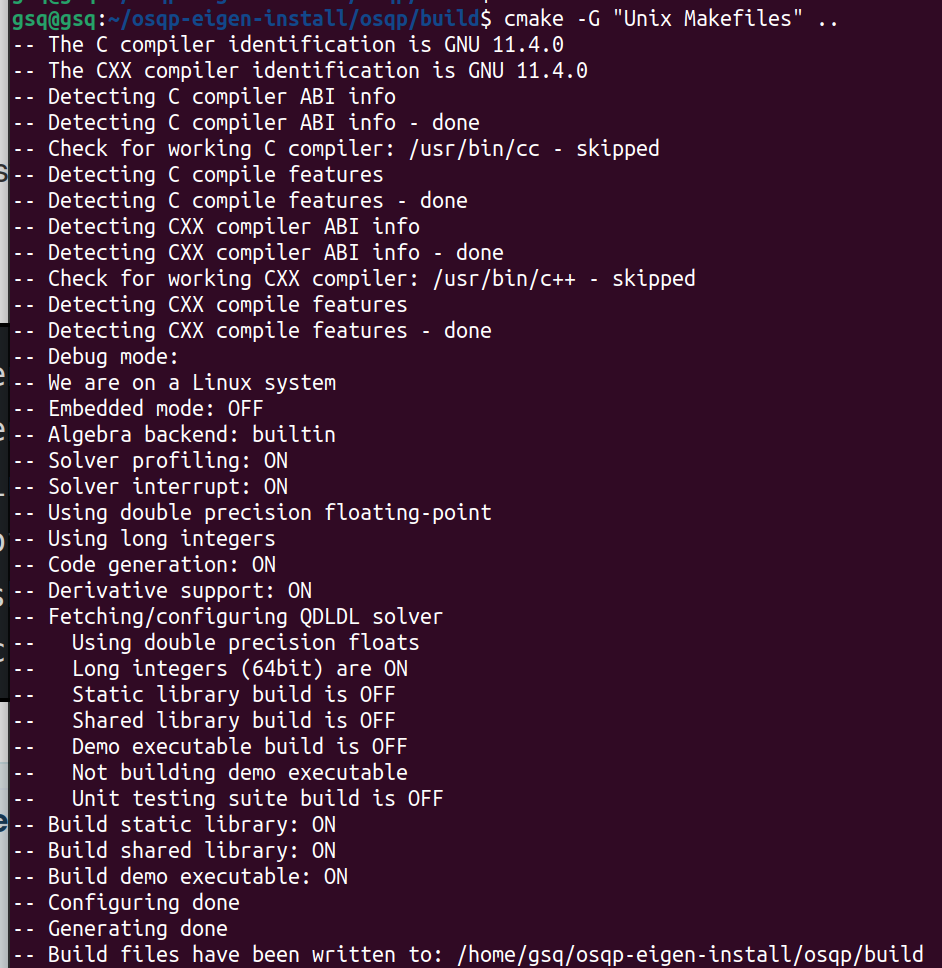 gsq@gsq:~/osqp-eigen-install/osqp/build$ cmake -G "Unix Makefiles" ..
-- The C compiler identification is GNU 11.4.0
-- The CXX compiler identification is GNU 11.4.0
-- Detecting C compiler ABI info
-- Detecting C compiler ABI info - done
-- Check for working C compiler: /usr/bin/cc - skipped
-- Detecting C compile features
-- Detecting C compile features - done
-- Detecting CXX compiler ABI info
-- Detecting CXX compiler ABI info - done
-- Check for working CXX compiler: /usr/bin/c++ - skipped
-- Detecting CXX compile features
-- Detecting CXX compile features - done
-- Debug mode:
-- We are on a Linux system
-- Embedded mode: OFF
-- Algebra backend: builtin
-- Solver profiling: ON
-- Solver interrupt: ON
-- Using double precision floating-point
-- Using long integers
-- Code generation: ON
-- Derivative support: ON
-- Fetching/configuring QDLDL solver
--   Using double precision floats
--   Long integers (64bit) are ON
--   Static library build is OFF
--   Shared library build is OFF
--   Demo executable build is OFF
--   Not building demo executable
--   Unit testing suite build is OFF
-- Build static library: ON
-- Build shared library: ON
-- Build demo executable: ON
-- Configuring done
-- Generating done
-- Build files have been written to: /home/gsq/osqp-eigen-install/osqp/build